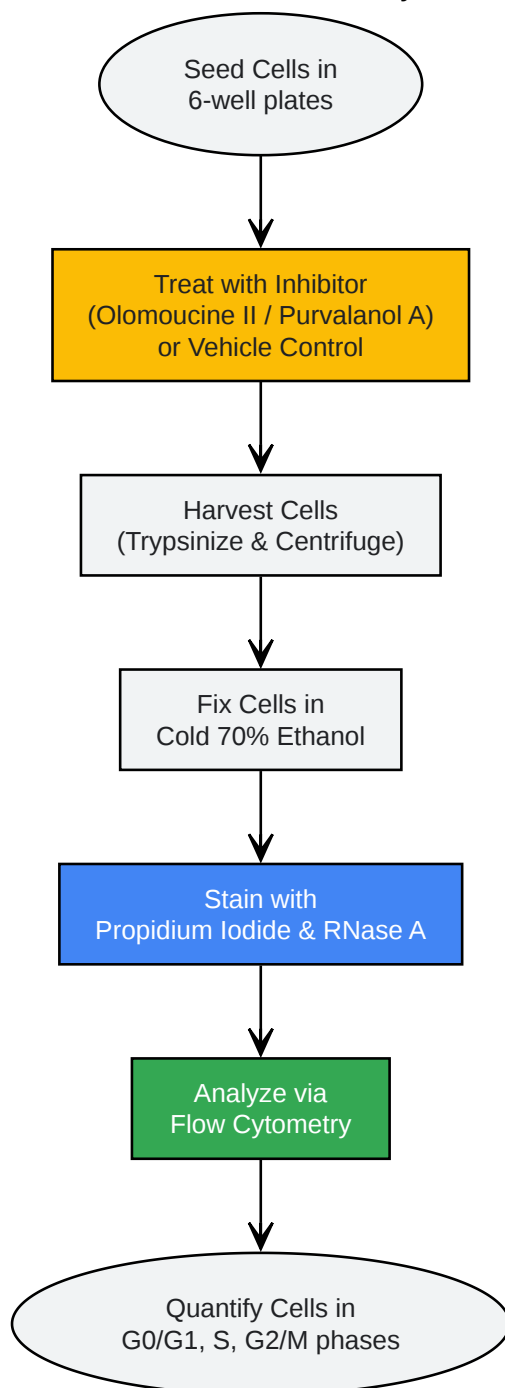 Seed Cells in
6-well plates
Treat with Inhibitor
(Olomoucine II / Purvalanol A)
or Vehicle Control
Harvest Cells
(Trypsinize & Centrifuge)
Fix Cells in
Cold 70% Ethanol
Stain with
Propidium Iodide & RNase A
Analyze via
Flow Cytometry
Quantify Cells in
G0/G1, S, G2/M phases